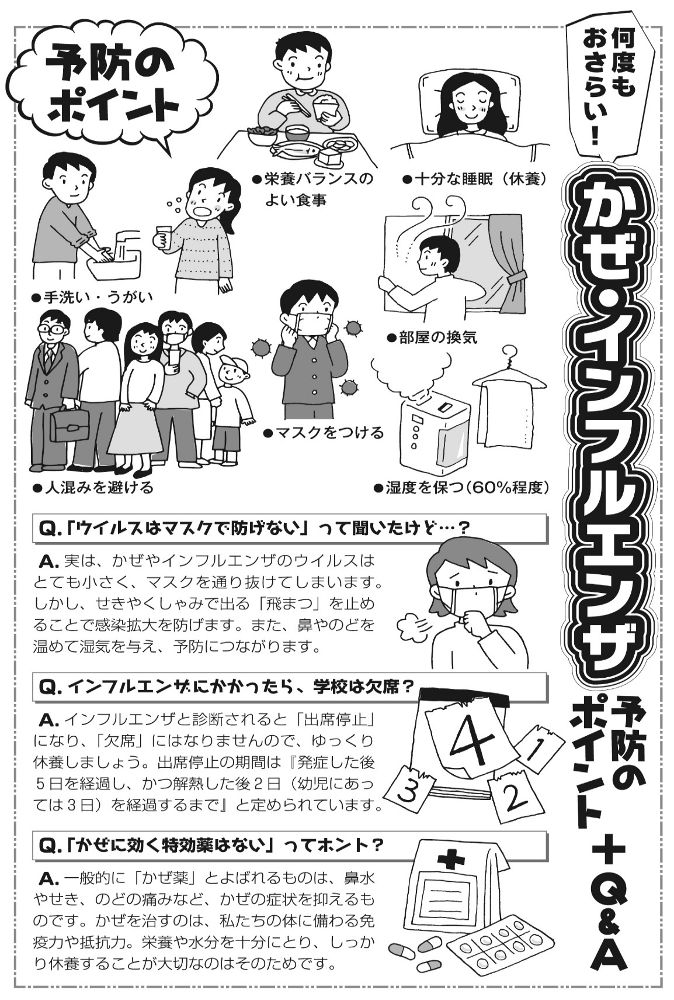 何度も
おさらい！
かぜ・インフルエンザ
予防の
ポイント
＋Q&A
予防の
ポイント
●栄養バランスの
よい食事
●十分な睡眠（休養）
●手洗い・うがい
●部屋の換気
●マスクをつける
●人混みを避ける
●湿度を保つ（60%程度）
Q.「ウイルスはマスクで防げない」って聞いたけど…？
A. 実は、かぜやインフルエンザのウイルスは
とても小さく、マスクを通り抜けてしまいます。
しかし、せきやくしゃみで出る「飛まつ」を止め
ることで感染拡大を防げます。また、鼻やのどを
温めて湿気を与え、予防につながります。
Q. インフルエンザにかかったら、学校は欠席？
A. インフルエンザと診断されると「出席停止」
になり、「欠席」にはなりませんので、ゆっくり
休養しましょう。出席停止の期間は『発症した後
５日を経過し、かつ解熱した後２日（幼児にあっ
ては３日）を経過するまで』と定められています。
4
1
3
2
Q.「かぜに効く特効薬はない」ってホント？
A. 一般的に「かぜ薬」とよばれるものは、鼻水
やせき、のどの痛みなど、かぜの症状を抑えるも
のです。かぜを治すのは、私たちの体に備わる免
疫力や抵抗力。栄養や水分を十分にとり、しっか
り休養することが大切なのはそのためです。